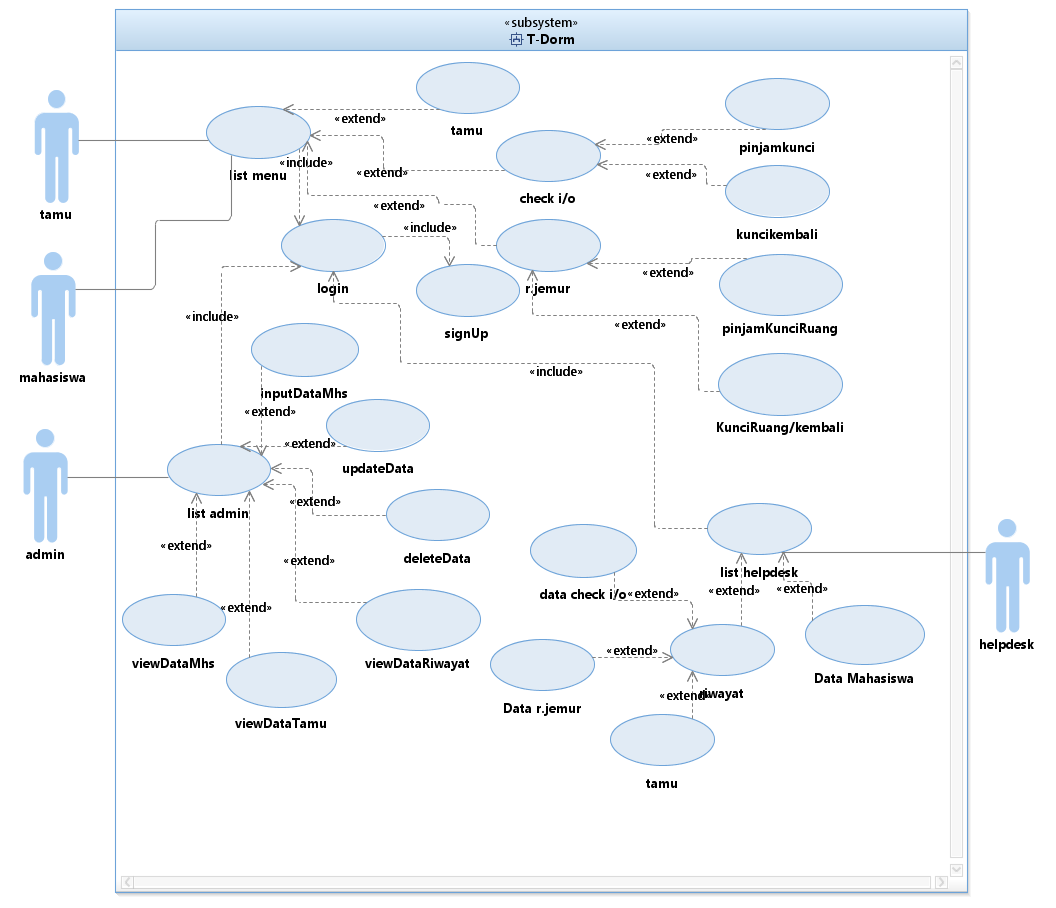 «subsystem»
T-Dorm
tamu
mahasiswa
admin
helpdesk
tamu
«extend»
list menu
«include»
«extend»
check i/o
«extend»
pinjamkunci
«extend»
kuncikembali
«extend»
«include»
login
signUp
r.jemur
«extend»
pinjamKunciRuang
«extend»
KunciRuang/kembali
«include»
«include»
inputDataMhs
«extend»
updateData
«extend»
list admin
«extend»
deleteData
«extend»
«extend»
viewDataMhs
«extend»
viewDataTamu
viewDataRiwayat
list helpdesk
data check i/o
«extend»
«extend»
«extend»
Data Mahasiswa
«extend»
Data r.jemur
riwayat
«extend»
tamu